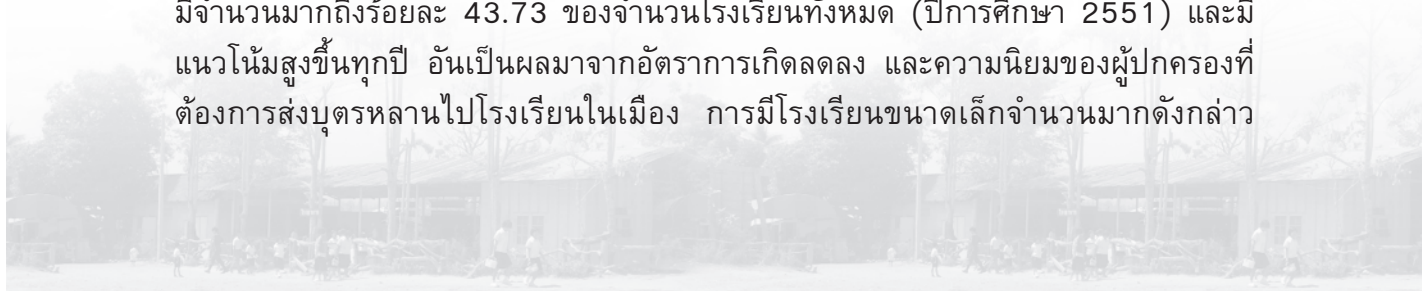 มีจำนวนมากถึงร้อยละ 43.73 ของจำนวนโรงเรียนทั้งหมด (ปีการศึกษา 2551) และมี
แนวโน้มสูงขึ้นทุกปี อันเป็นผลมาจากอัตราการเกิดลดลง และความนิยมของผู้ปกครองที่
ต้องการส่งบุตรหลานไปโรงเรียนในเมือง การมีโรงเรียนขนาดเล็กจำนวนมากดังกล่าว